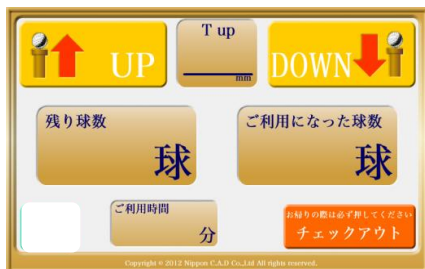 UP
T up
mm
DOWN
残り球数
球
ご利用になった球数
球
ご利用時間
分
お帰りの際は必ず押してください
チェックアウト
Copyright © 2012 Nippon C.A.D Co.,Ltd All rights reserved.